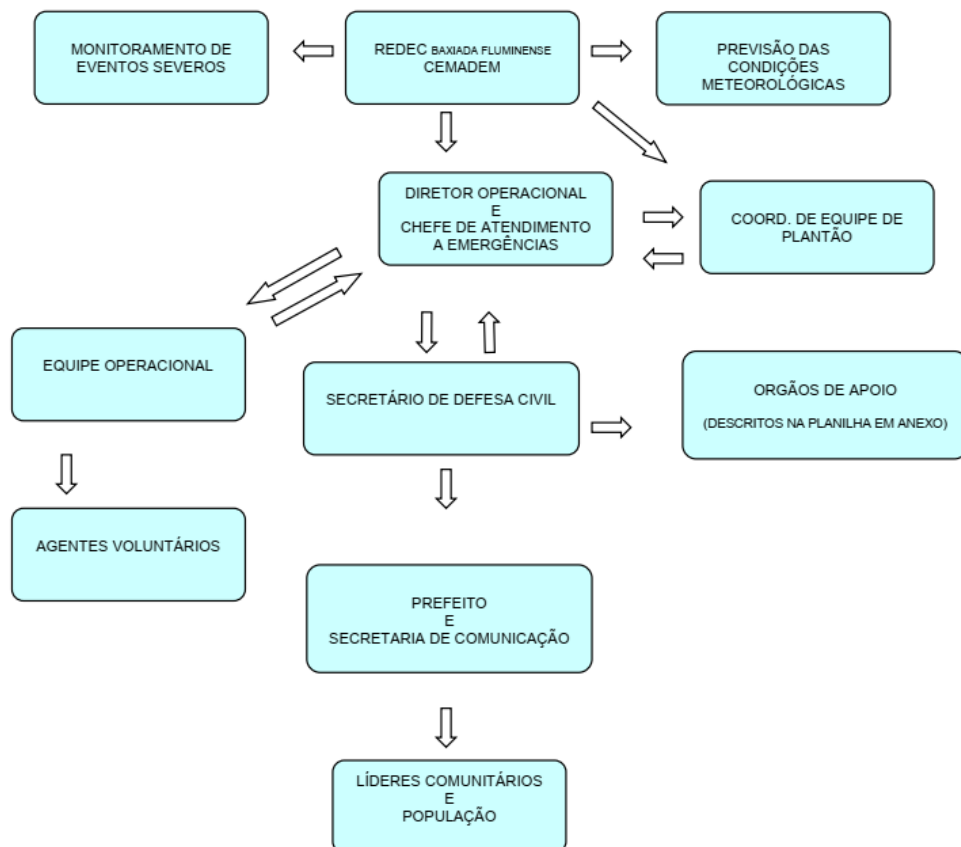 MONITORAMENTO DE
EVENTOS SEVEROS
REDEC BAXIADA FLUMINENSE
CEMADEM
PREVISÃO DAS
CONDIÇÕES
METEOROLÓGICAS
DIRETOR OPERACIONAL
E
CHEFE DE ATENDIMENTO
A EMERGÊNCIAS
COORD. DE EQUIPE DE
PLANTÃO
EQUIPE OPERACIONAL
SECRETÁRIO DE DEFESA CIVIL
ORGÃOS DE APOIO
(DESCRITOS NA PLANILHA EM ANEXO)
AGENTES VOLUNTÁRIOS
PREFEITO
E
SECRETARIA DE COMUNICAÇÃO
LÍDERES COMUNITÁRIOS
E
POPULAÇÃO